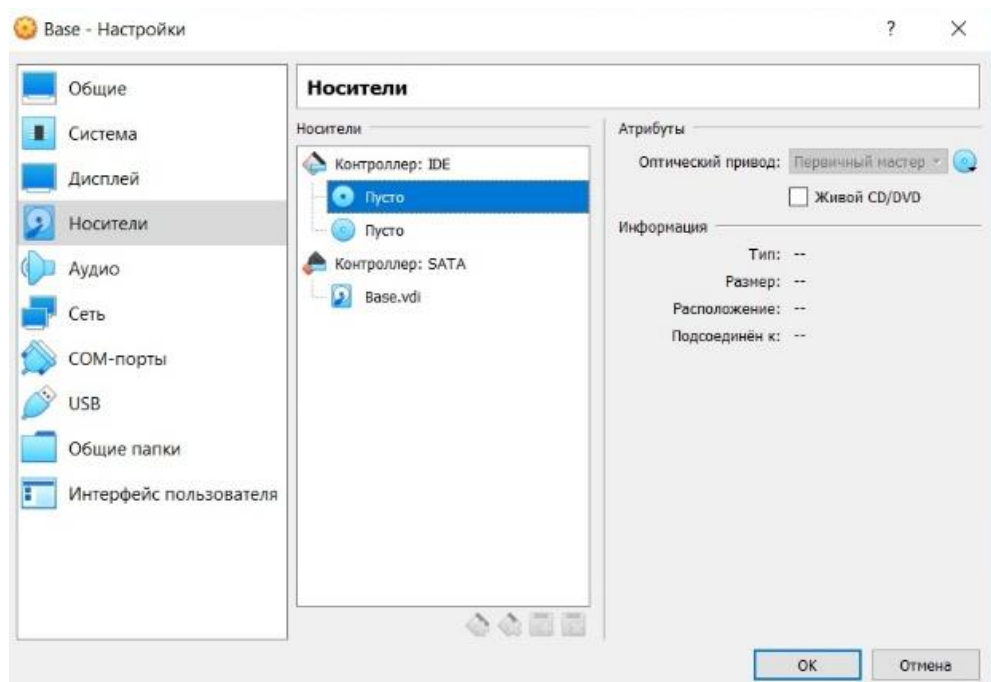 Base - Настройки
?
Общие
Система
Дисплей
Носители
Аудио
Сеть
COM-порты
USB
Общие папки
Интерфейс пользователя
Носители
Носители
Контроллер: IDE
Пусто
Пусто
Контроллер: SATA
Base.vdi
Атрибуты
Оптический привод: Первичный мастер
Живой CD/DVD
Информация
Тип: --
Размер: --
Расположение: --
Подсоединён к: --
OK
Отмена